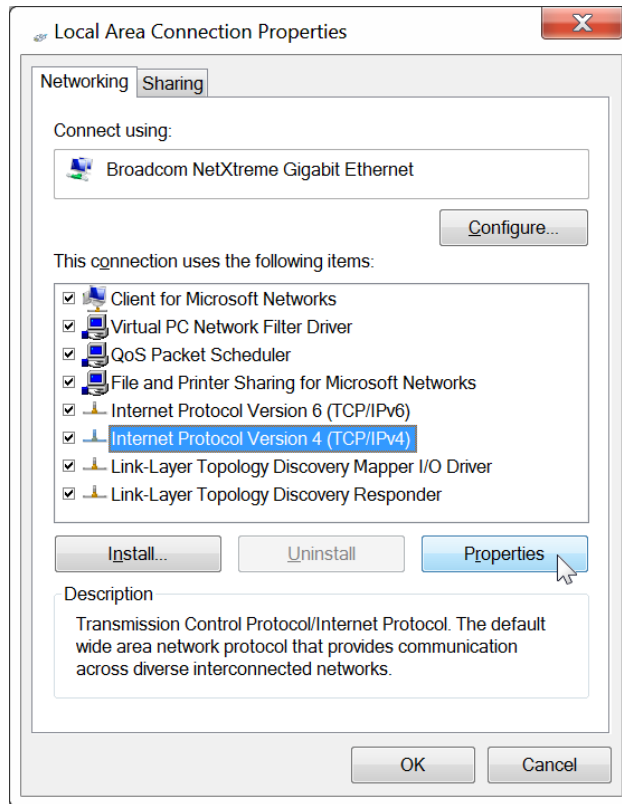 Local Area Connection Properties
Networking
Sharing
Connect using:
Broadcom NetXtreme Gigabit Ethernet
Configure...
This connection uses the following items:
Client for Microsoft Networks
Virtual PC Network Filter Driver
QoS Packet Scheduler
File and Printer Sharing for Microsoft Networks
Internet Protocol Version 6 (TCP/IPv6)
Internet Protocol Version 4 (TCP/IPv4)
Link-Layer Topology Discovery Mapper I/O Driver
Link-Layer Topology Discovery Responder
Install...
Uninstall
Properties
Description
Transmission Control Protocol/Internet Protocol. The default
wide area network protocol that provides communication
across diverse interconnected networks.
OK
Cancel